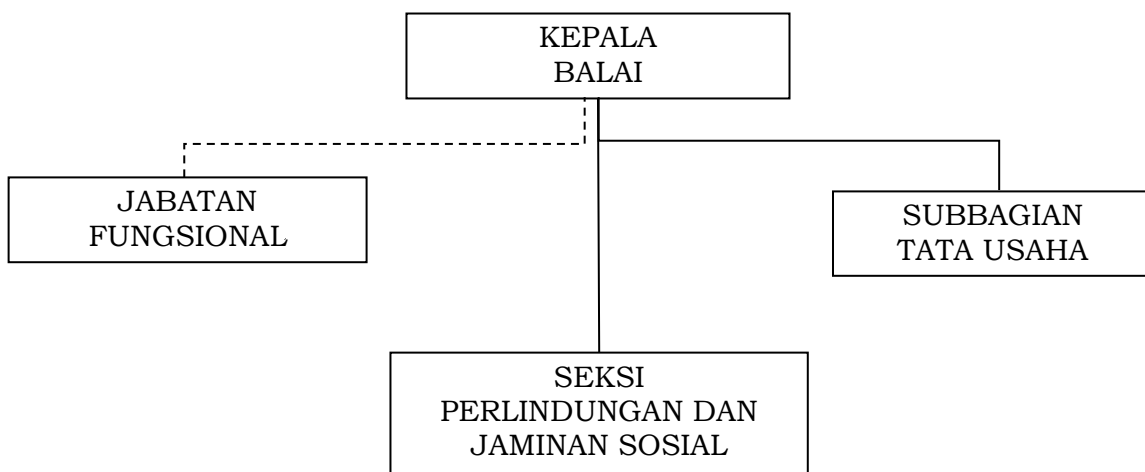 KEPALA
BALAI
JABATAN
FUNGSIONAL
SUBBAGIAN
TATA USAHA
SEKSI
PERLINDUNGAN DAN
JAMINAN SOSIAL